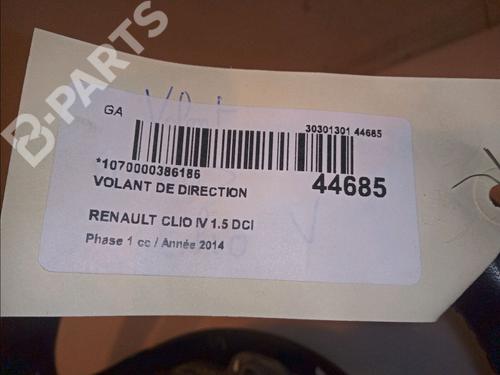 B-PARTS
GA
30301301 44685
*1070000386186
VOLANT DE DIRECTION
44685
RENAULT CLIO IV 1.5 DCI
Phase 1 cc / Année 2014
V